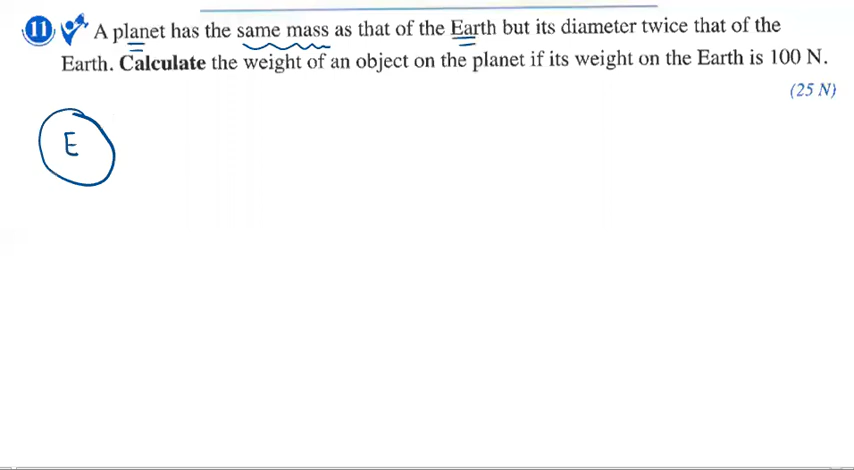 11 A planet has the same mass as that of the Earth but its diameter twice that of the
Earth. Calculate the weight of an object on the planet if its weight on the Earth is 100 N.
(25 N)
E